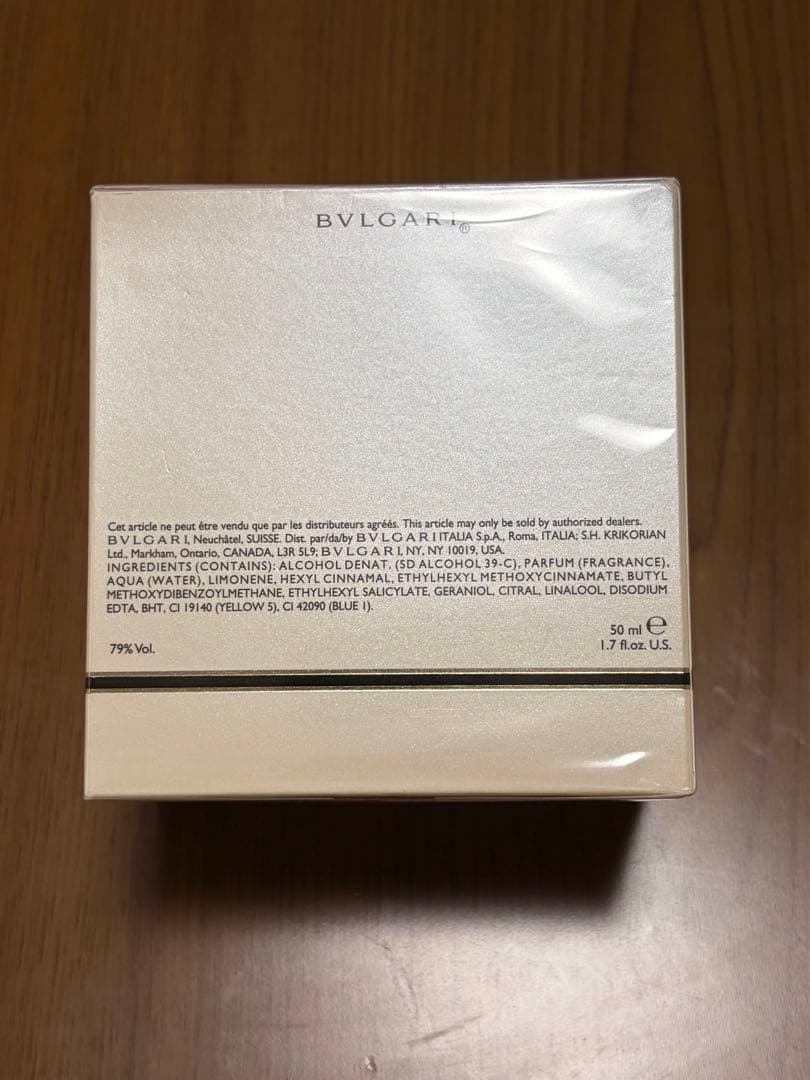 BVLGARI®
Cet article ne peut être vendu que par les distributeurs agréés. This article may only be sold by authorized dealers.
BVLGARI, Neuchâtel, SUISSE. Dist. par/da/by BVLGARI ITALIA S.p.A., Roma, ITALIA; S.H. KRIKORIAN
Ltd., Markham, Ontario, CANADA, L3R 5L9; BVLGARI, NY, NY 10019, USA.
INGREDIENTS (CONTAINS): ALCOHOL DENAT. (SD ALCOHOL 39-C), PARFUM (FRAGRANCE),
AQUA (WATER), LIMONENE, HEXYL CINNAMAL, ETHYLHEXYL METHOXYCINNAMATE, BUTYL
METHOXYDIBENZOYLMETHANE, ETHYLHEXYL SALICYLATE, GERANIOL, CITRAL, LINALOOL, DISODIUM
EDTA, BHT, CI 19140 (YELLOW 5), CI 42090 (BLUE 1).
50 ml ℮
79% Vol.
1.7 fl.oz. U.S.